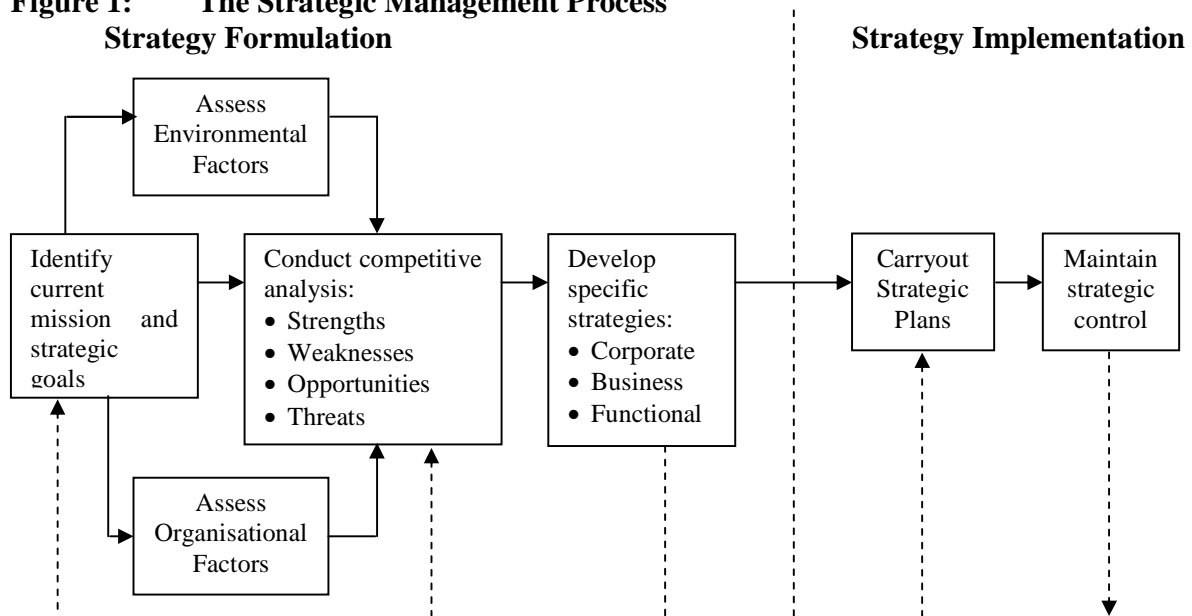 Figure 1: The Strategic Management Process
Strategy Formulation
Strategy Implementation
Assess
Environmental
Factors
Identify
current
mission and
strategic
goals
Conduct competitive
analysis:
• Strengths
• Weaknesses
• Opportunities
• Threats
Develop
specific
strategies:
• Corporate
• Business
• Functional
Carryout
Strategic
Plans
Maintain
strategic
control
Assess
Organisational
Factors